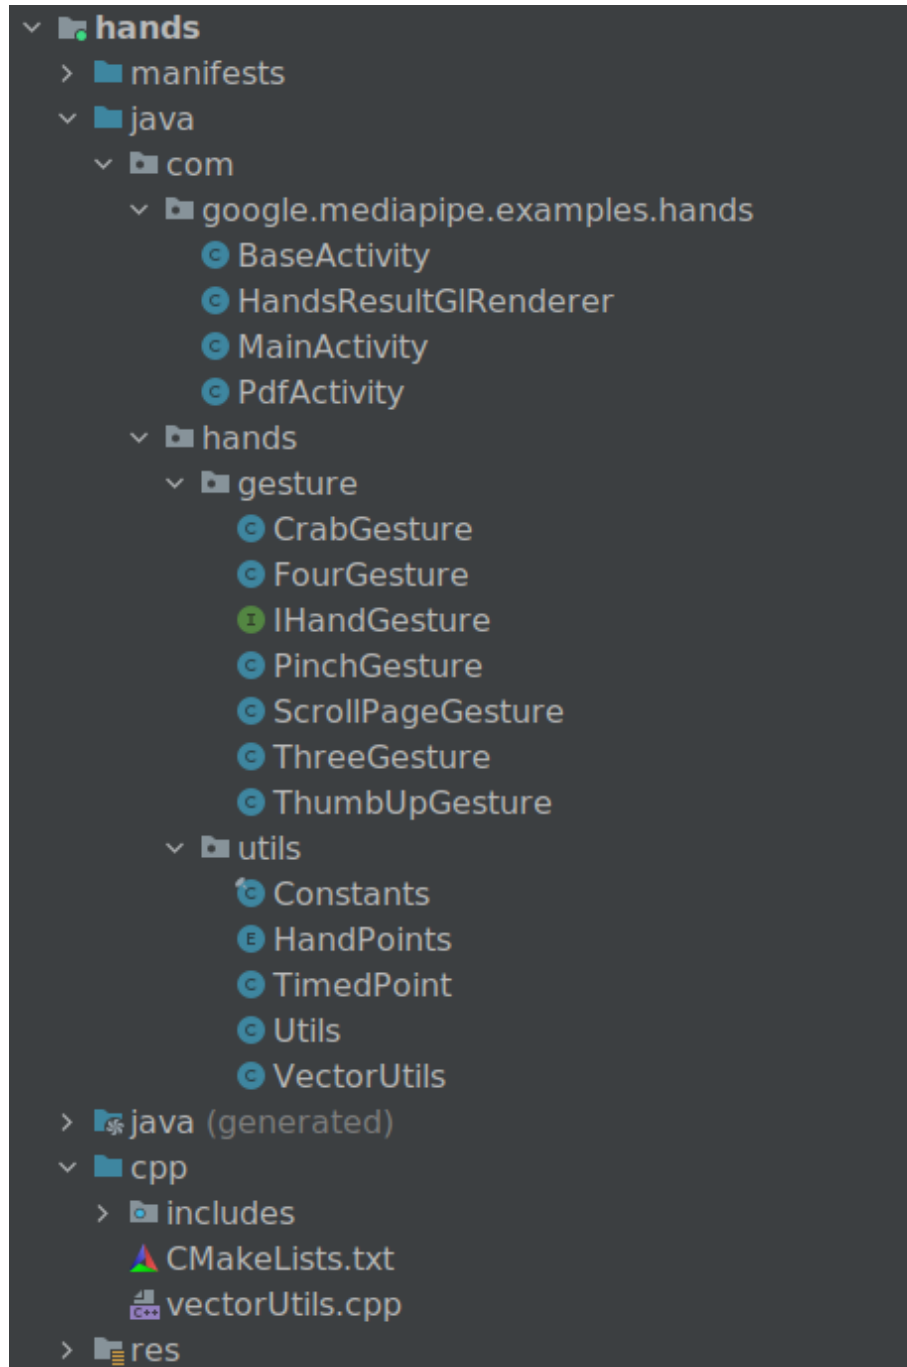 hands
manifests
java
com
google.mediapipe.examples.hands
BaseActivity
HandsResultGlRenderer
MainActivity
PdfActivity
hands
gesture
CrabGesture
FourGesture
IHandGesture
PinchGesture
ScrollPageGesture
ThreeGesture
ThumbUpGesture
utils
Constants
HandPoints
TimedPoint
Utils
VectorUtils
java (generated)
cpp
includes
CMakeLists.txt
vectorUtils.cpp
res